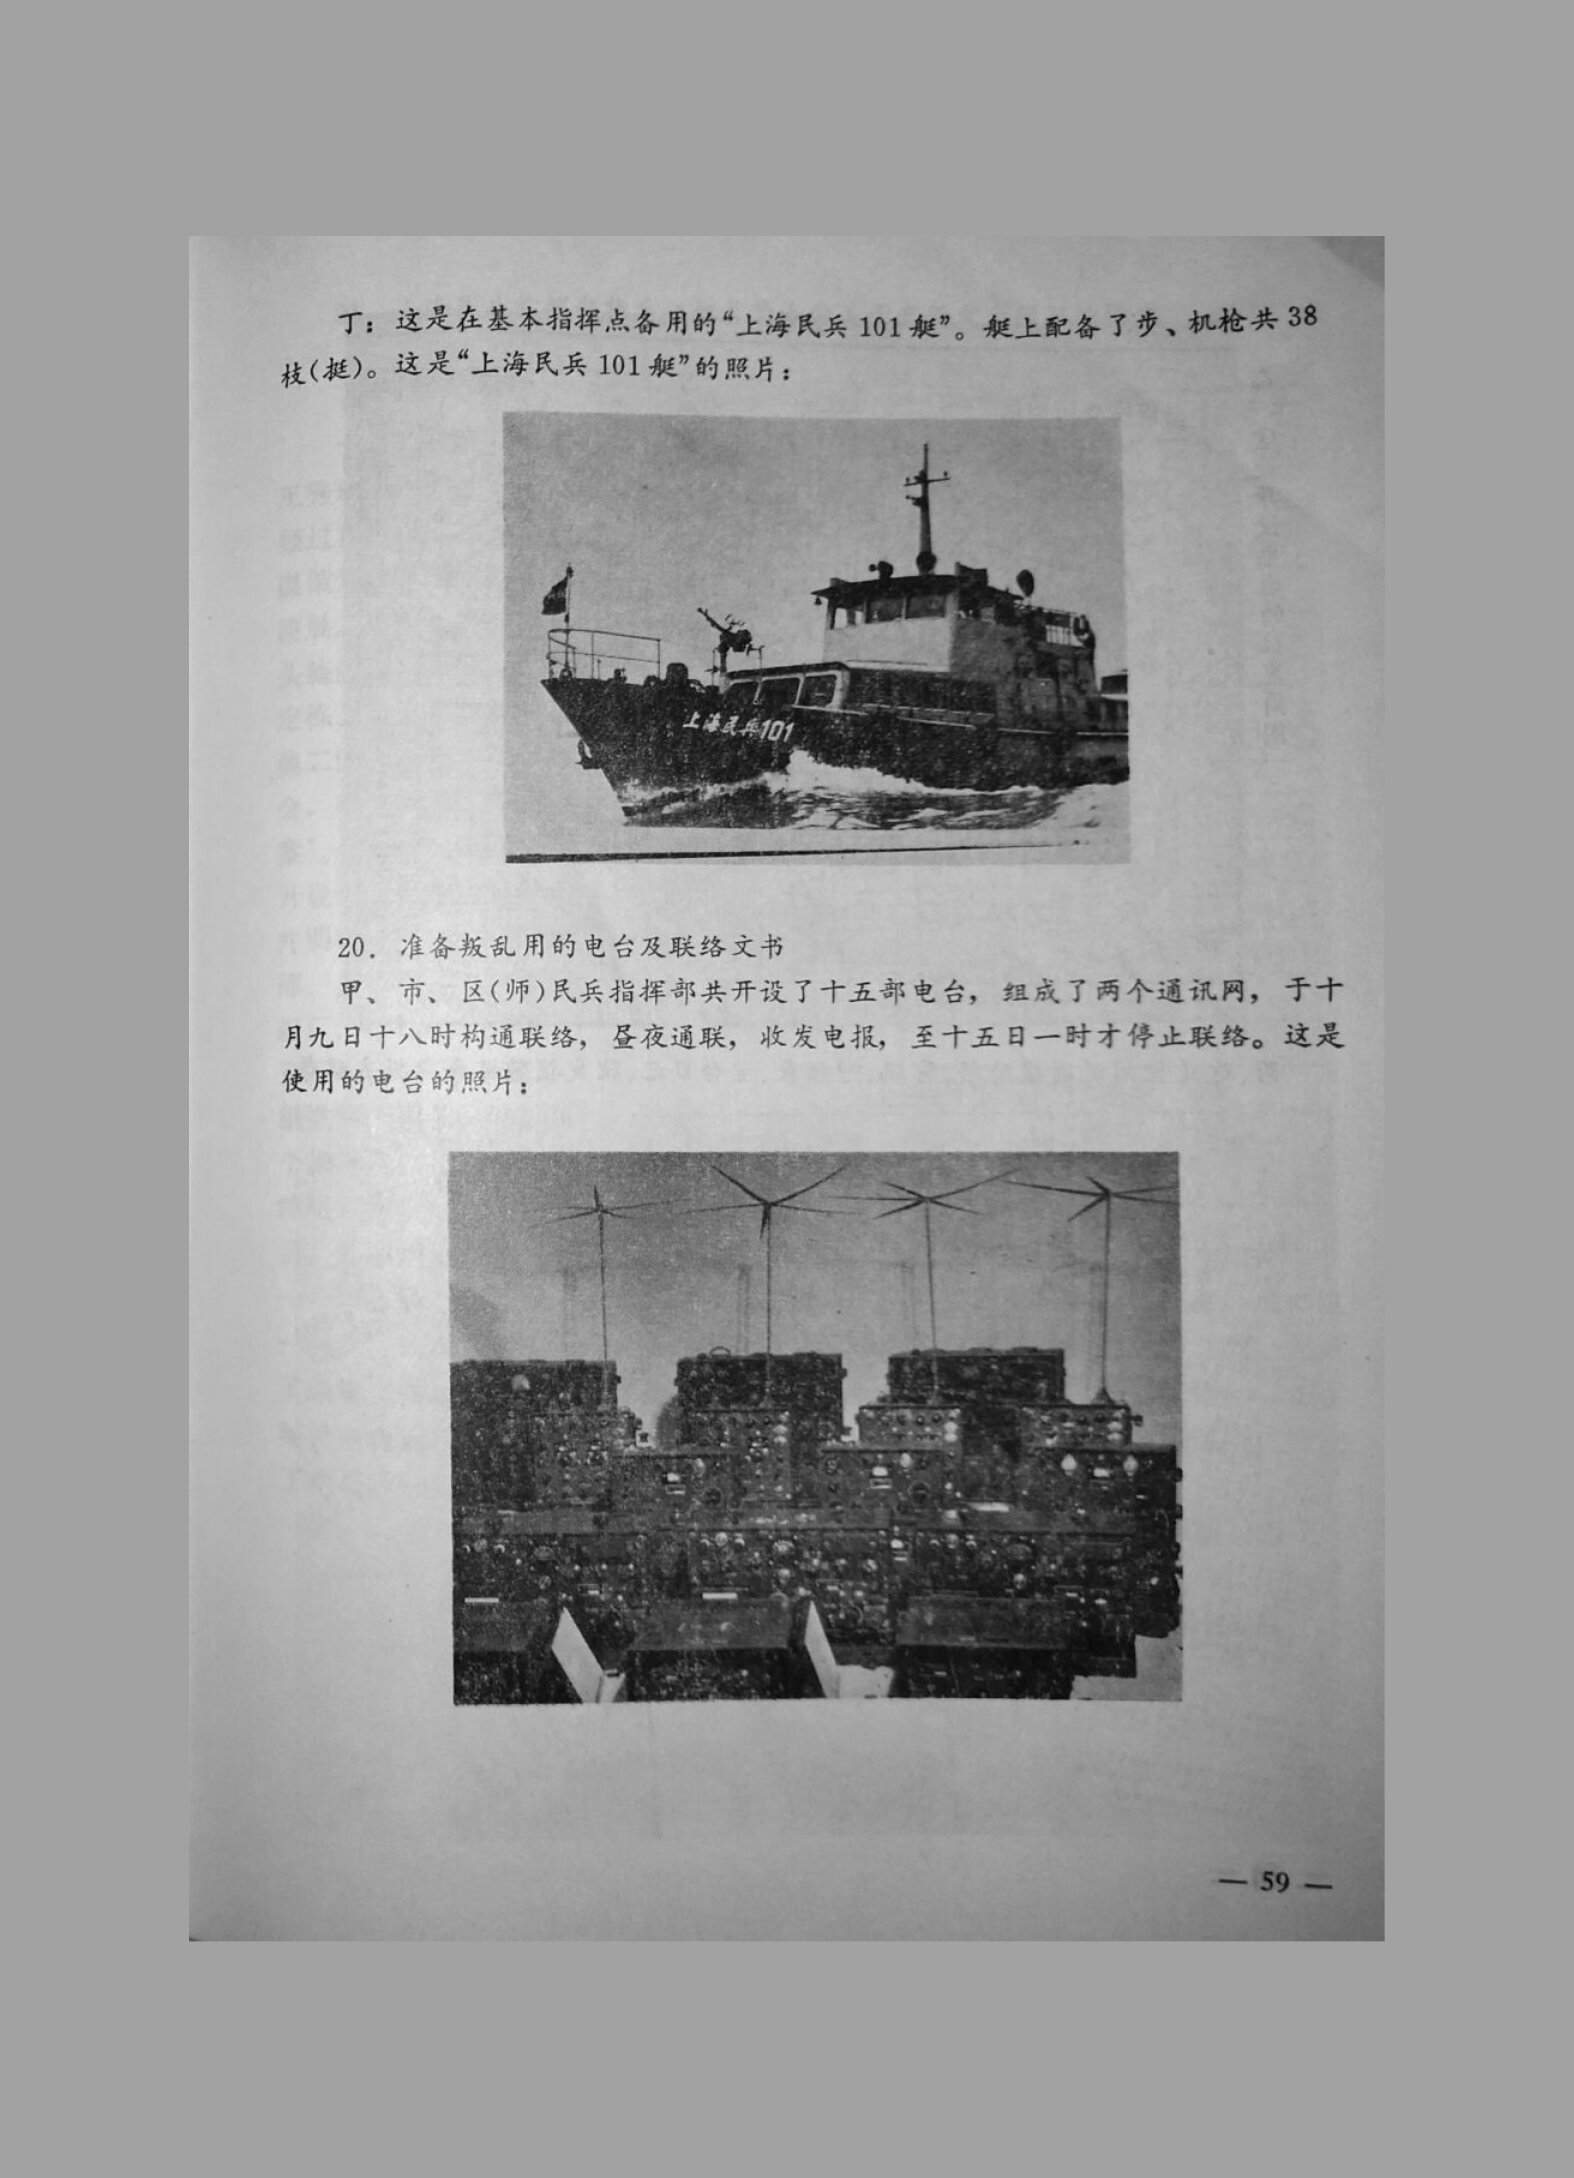 丁：这是在基本指挥点备用的“上海民兵 101 艇”。艇上配备了步、机枪共 38
枝(挺)。这是“上海民兵 101 艇”的照片：
上海民兵101
20. 准备叛乱用的电台及联络文书
甲、市、区(师)民兵指挥部共开设了十五部电台，组成了两个通讯网，于十
月九日十八时构通联络，昼夜通联，收发电报，至十五日一时才停止联络。这是
使用的电台的照片：
— 59 —